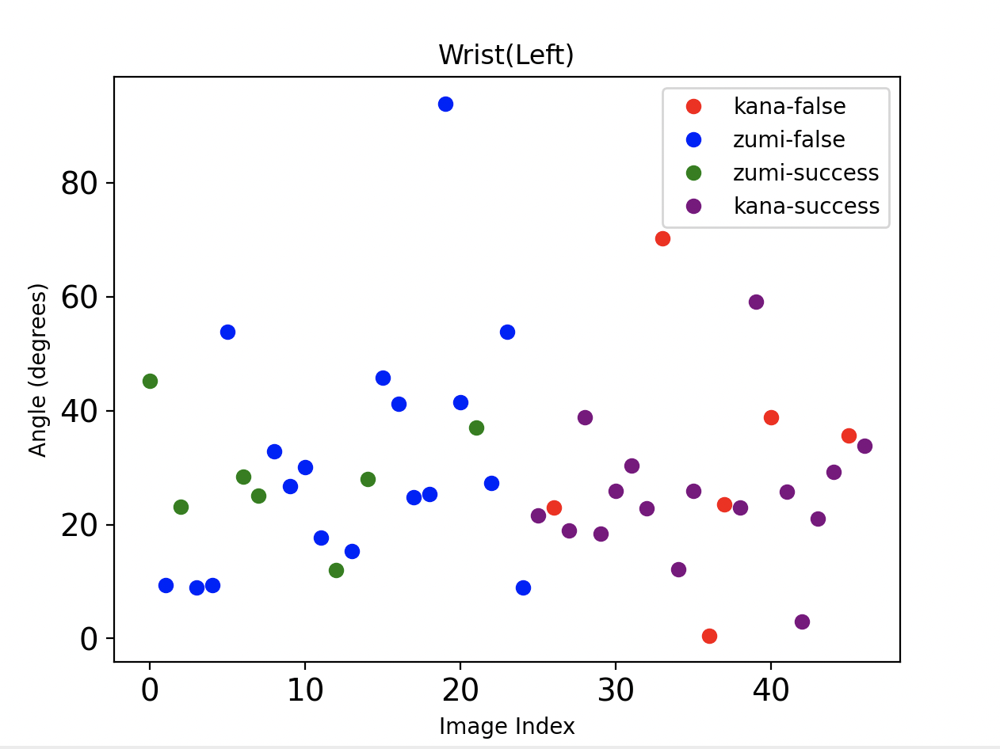 Wrist(Left)
kana-false
zumi-false
zumi-success
kana-success
Angle (degrees)
80
60
40
20
0
0 10 20 30 40
Image Index